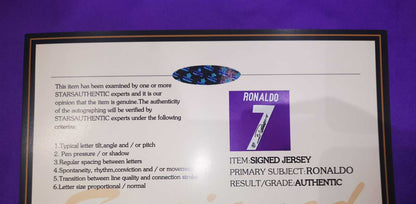 This item has been examined by one or more
STARSAUTHENTIC experts and it is our
opinion that the item is genuine.The authenticity
of the autographing will be verified by
STARSAUTHENTIC experts under the following
criterine:
1.Typical letter tilt,angle and / or pitch
2. Pen pressure / or shadow
3.Regular spacing between letters
4.Spontaneity, rhythm,conviction and / or movement
5.Transition between line quality and connection stroke
6.Letter size proportional / normal
RONALDO
7
ITEM:SIGNED JERSEY
PRIMARY SUBJECT:RONALDO
RESULT/GRADE:AUTHENTIC